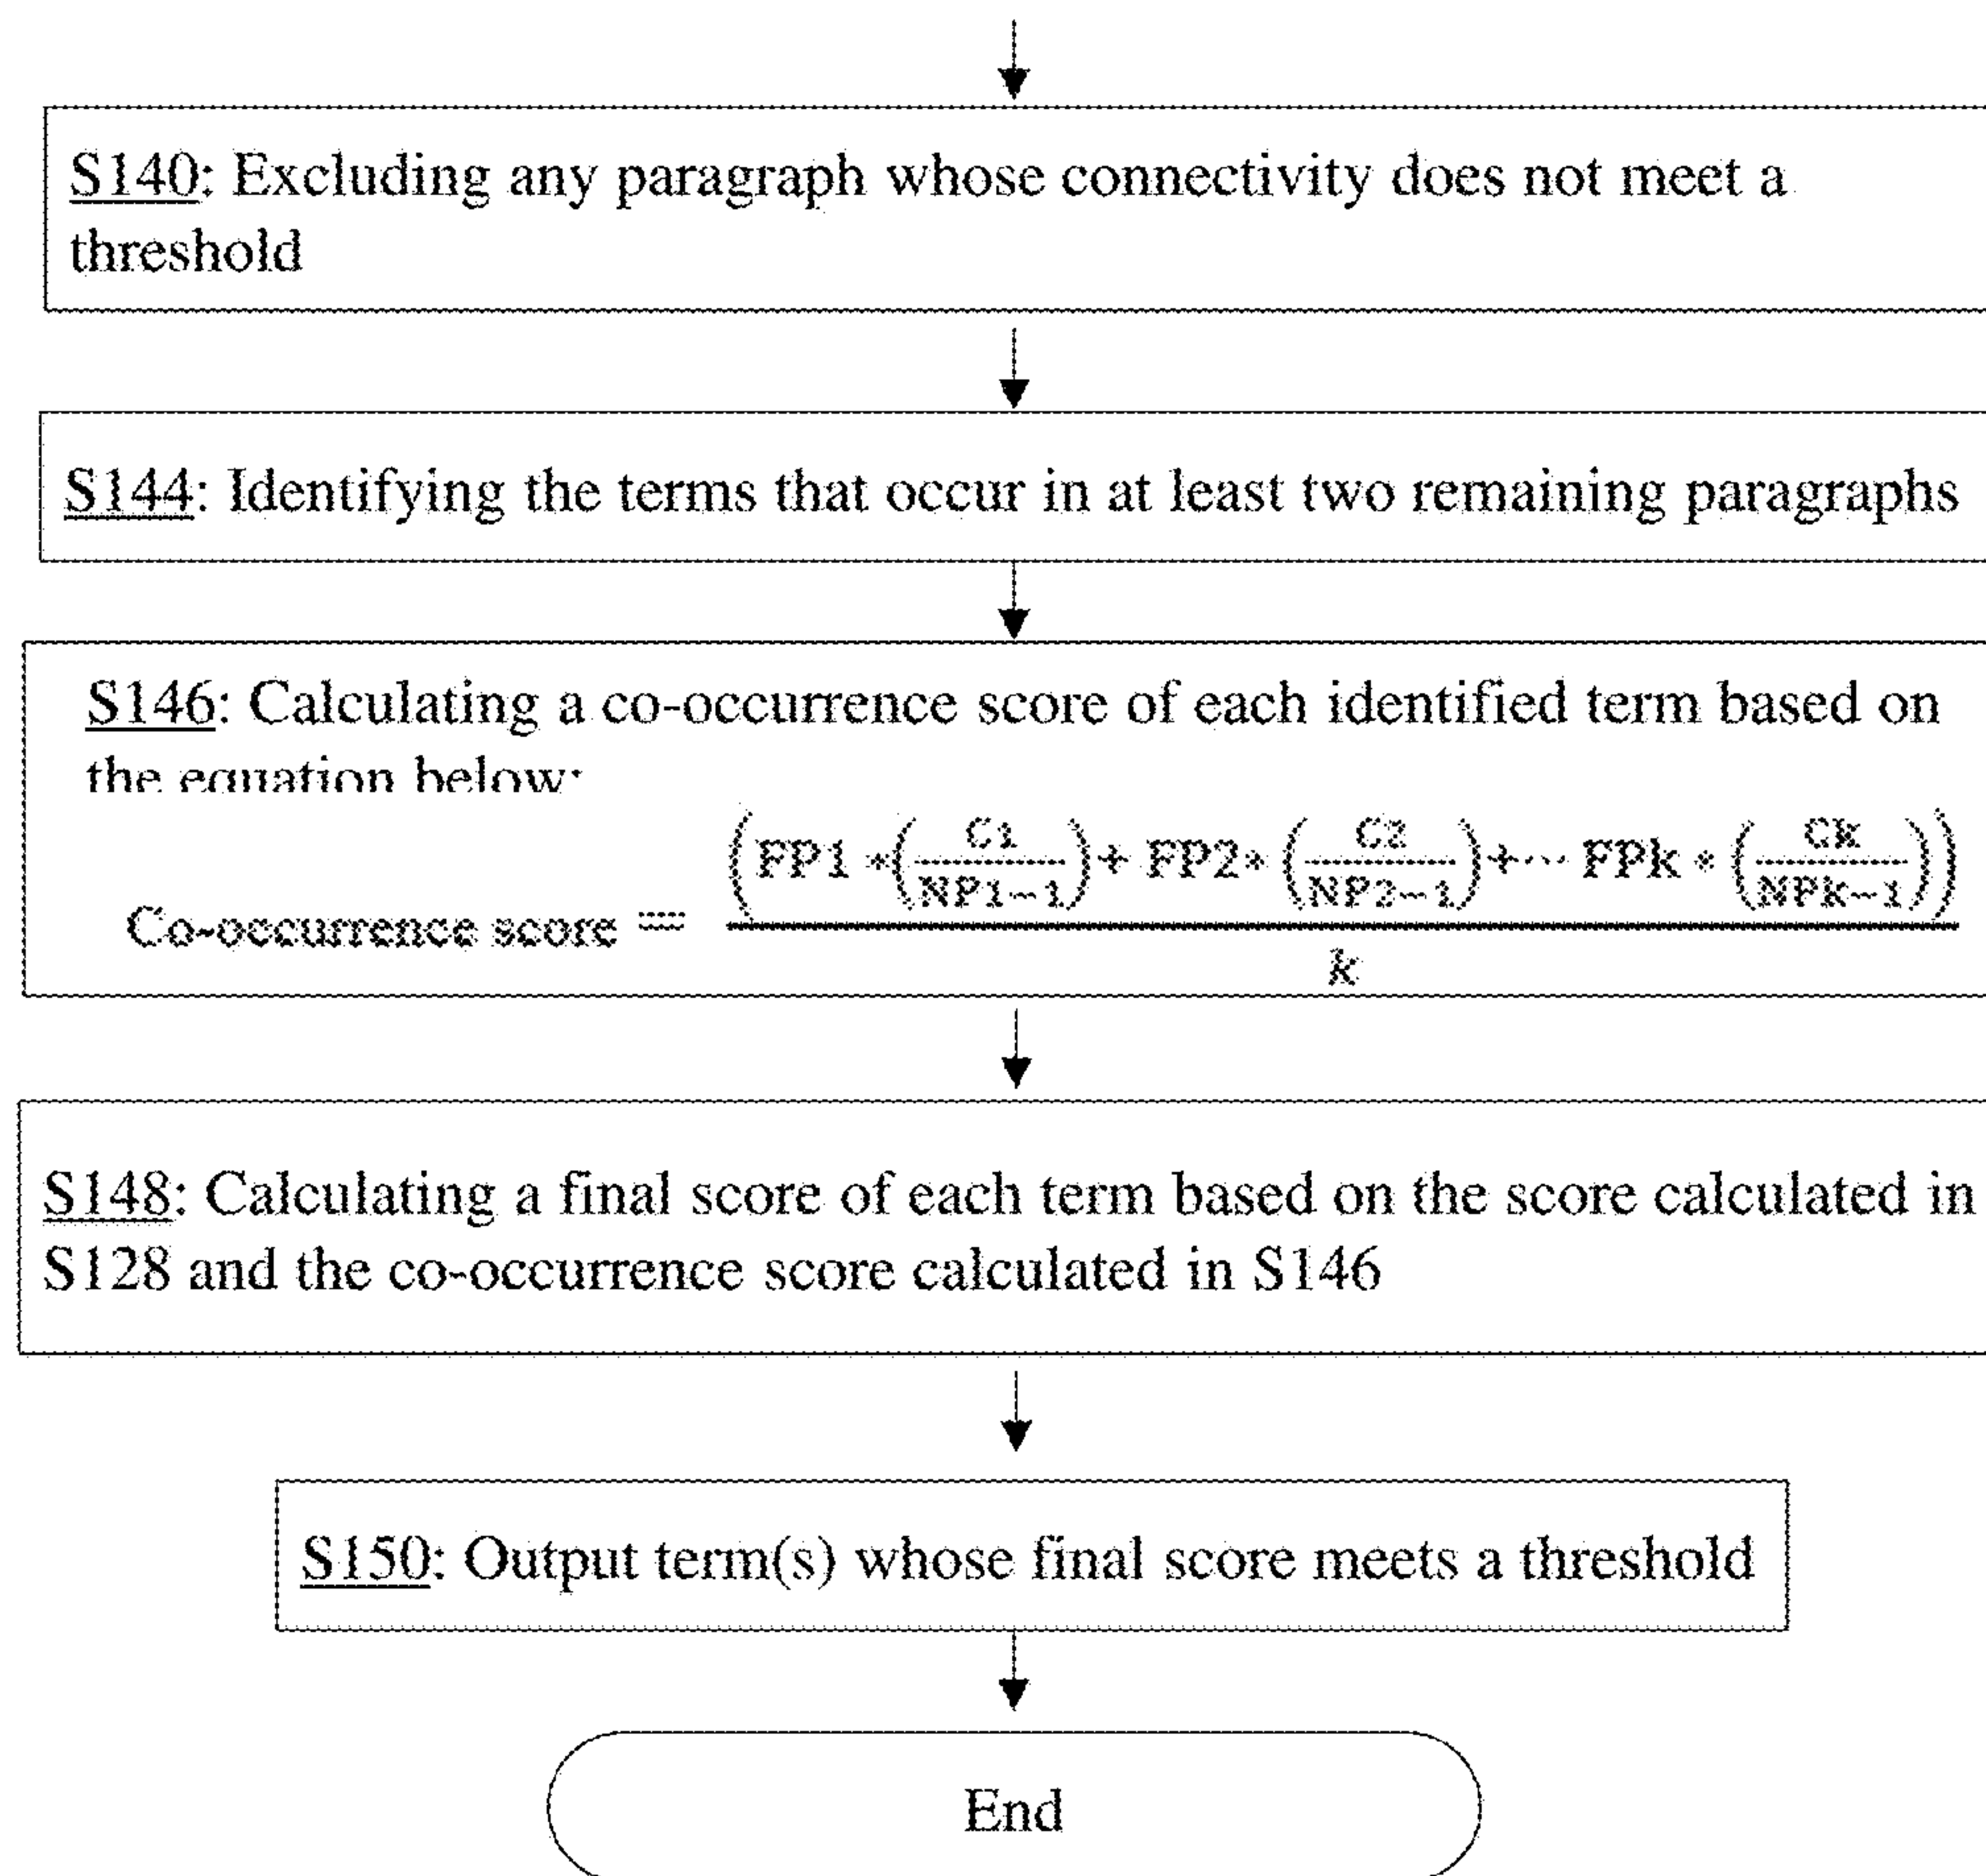 S140: Excluding any paragraph whose connectivity does not meet a
threshold
S144: Identifying the terms that occur in at least two remaining paragraphs
S146: Calculating a co-occurrence score of each identified term based on
the equation below:
Co-occurrence score = (FP1 * (C1 / NP1-1) + FP2 * (C2 / NP2-1) + ··· FPk * (Ck / NPk-1)) / k
S148: Calculating a final score of each term based on the score calculated in
S128 and the co-occurrence score calculated in S146
S150: Output term(s) whose final score meets a threshold
End